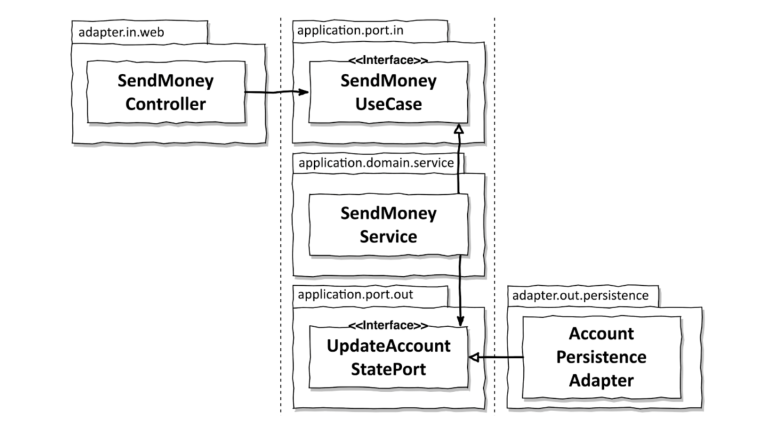 adapter.in.web
SendMoney
Controller
application.port.in
<<Interface>>
SendMoney
UseCase
application.domain.service
SendMoney
Service
application.port.out
<<Interface>>
UpdateAccount
StatePort
adapter.out.persistence
Account
Persistence
Adapter